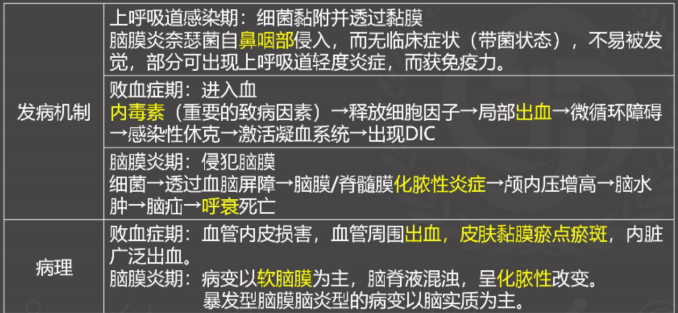 上呼吸道感染期：细菌黏附并透过黏膜
脑膜炎奈瑟菌自鼻咽部侵入，而无临床症状（带菌状态），不易被发
觉，部分可出现上呼吸道轻度炎症，而获免疫力。
发病机制
败血症期：进入血
内毒素（重要的致病因素）→释放细胞因子→局部出血→微循环障碍
→感染性休克→激活凝血系统→出现DIC
脑膜炎期：侵犯脑膜
细菌→透过血脑屏障→脑膜/脊髓膜化脓性炎症→颅内压增高→脑水
肿→脑疝→呼衰死亡
病理
败血症期：血管内皮损害，血管周围出血，皮肤黏膜瘀点瘀斑，内脏
广泛出血。
脑膜炎期：病变以软脑膜为主，脑脊液混浊，呈化脓性改变。
暴发型脑膜脑炎型的病变以脑实质为主。